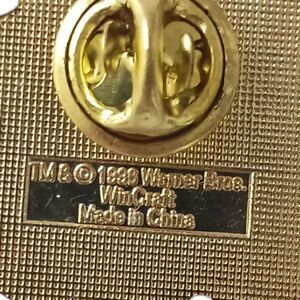 TM & © 1998 Warner Bros.
WinCraft
Made in China